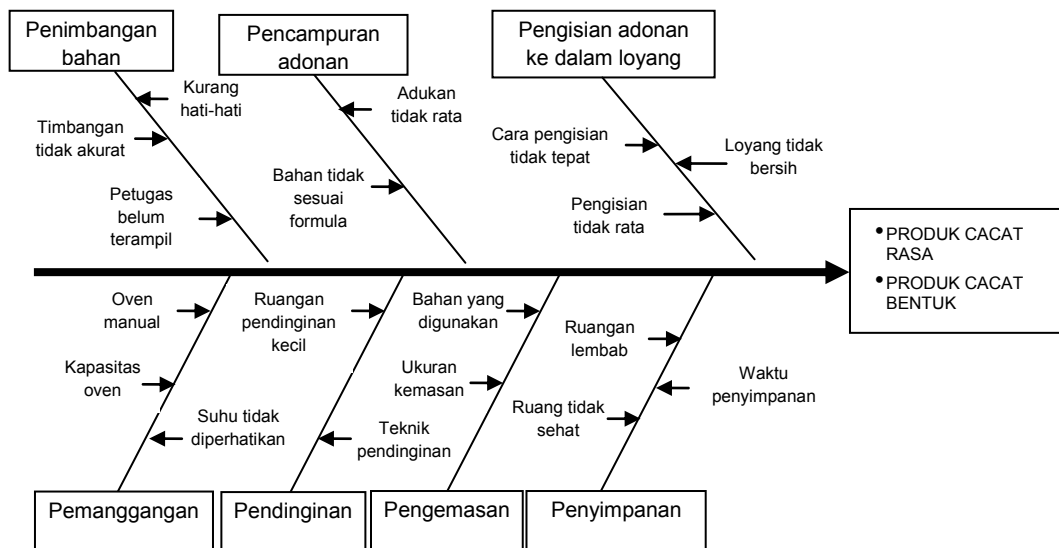 Penimbangan
bahan
Pencampuran
adonan
Pengisian adonan
ke dalam loyang
Kurang
hati-hati
Timbangan
tidak akurat
Petugas
belum
terampil
Adukan
tidak rata
Bahan tidak
sesuai
formula
Cara pengisian
tidak tepat
Loyang tidak
bersih
Pengisian
tidak rata
• PRODUK CACAT
RASA
• PRODUK CACAT
BENTUK
Oven
manual
Kapasitas
oven
Suhu tidak
diperhatikan
Ruangan
pendinginan
kecil
Teknik
pendinginan
Bahan yang
digunakan
Ukuran
kemasan
Ruangan
lembab
Waktu
penyimpanan
Ruang tidak
sehat
Pemanggangan
Pendinginan
Pengemasan
Penyimpanan